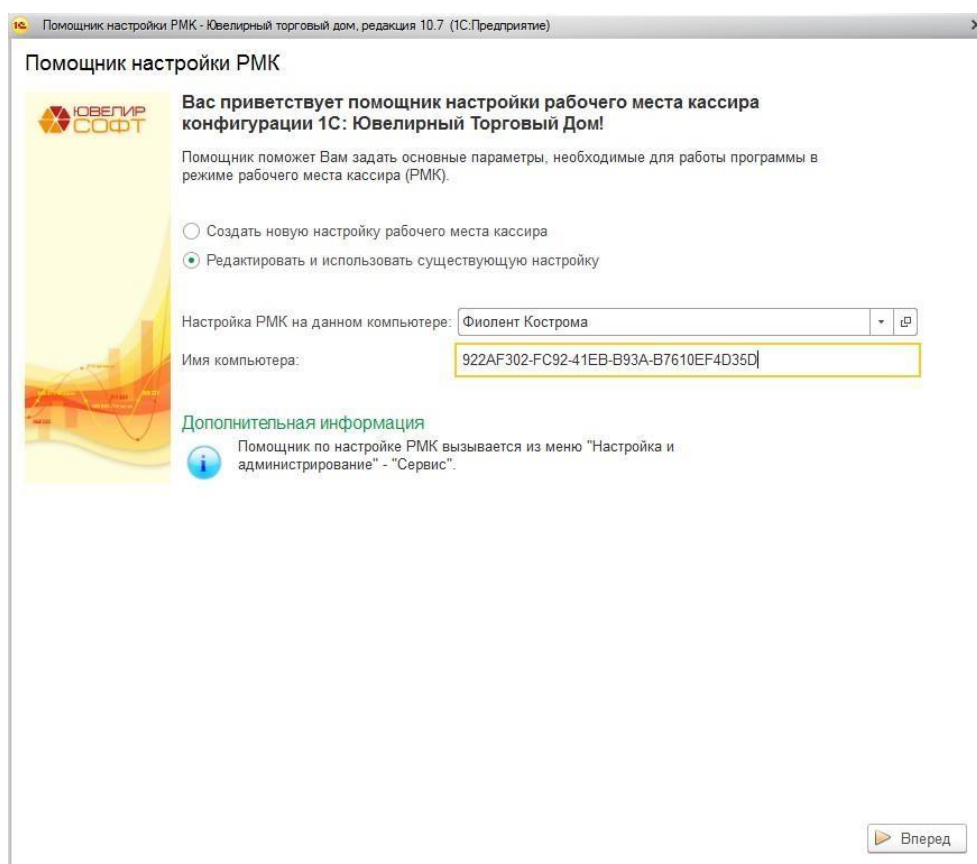 Помощник настройки РМК - Ювелирный торговый дом, редакция 10.7 (1С:Предприятие)
Помощник настройки РМК
ЮВЕЛИР
СОФТ
Вас приветствует помощник настройки рабочего места кассира
конфигурации 1С: Ювелирный Торговый Дом!
Помощник поможет Вам задать основные параметры, необходимые для работы программы в
режиме рабочего места кассира (РМК).
Создать новую настройку рабочего места кассира
Редактировать и использовать существующую настройку
Настройка РМК на данном компьютере: Фиолент Кострома
Имя компьютера: 922AF302-FC92-41EB-B93A-B7610EF4D35D
Дополнительная информация
Помощник по настройке РМК вызывается из меню "Настройка и
администрирование" - "Сервис".
Вперед